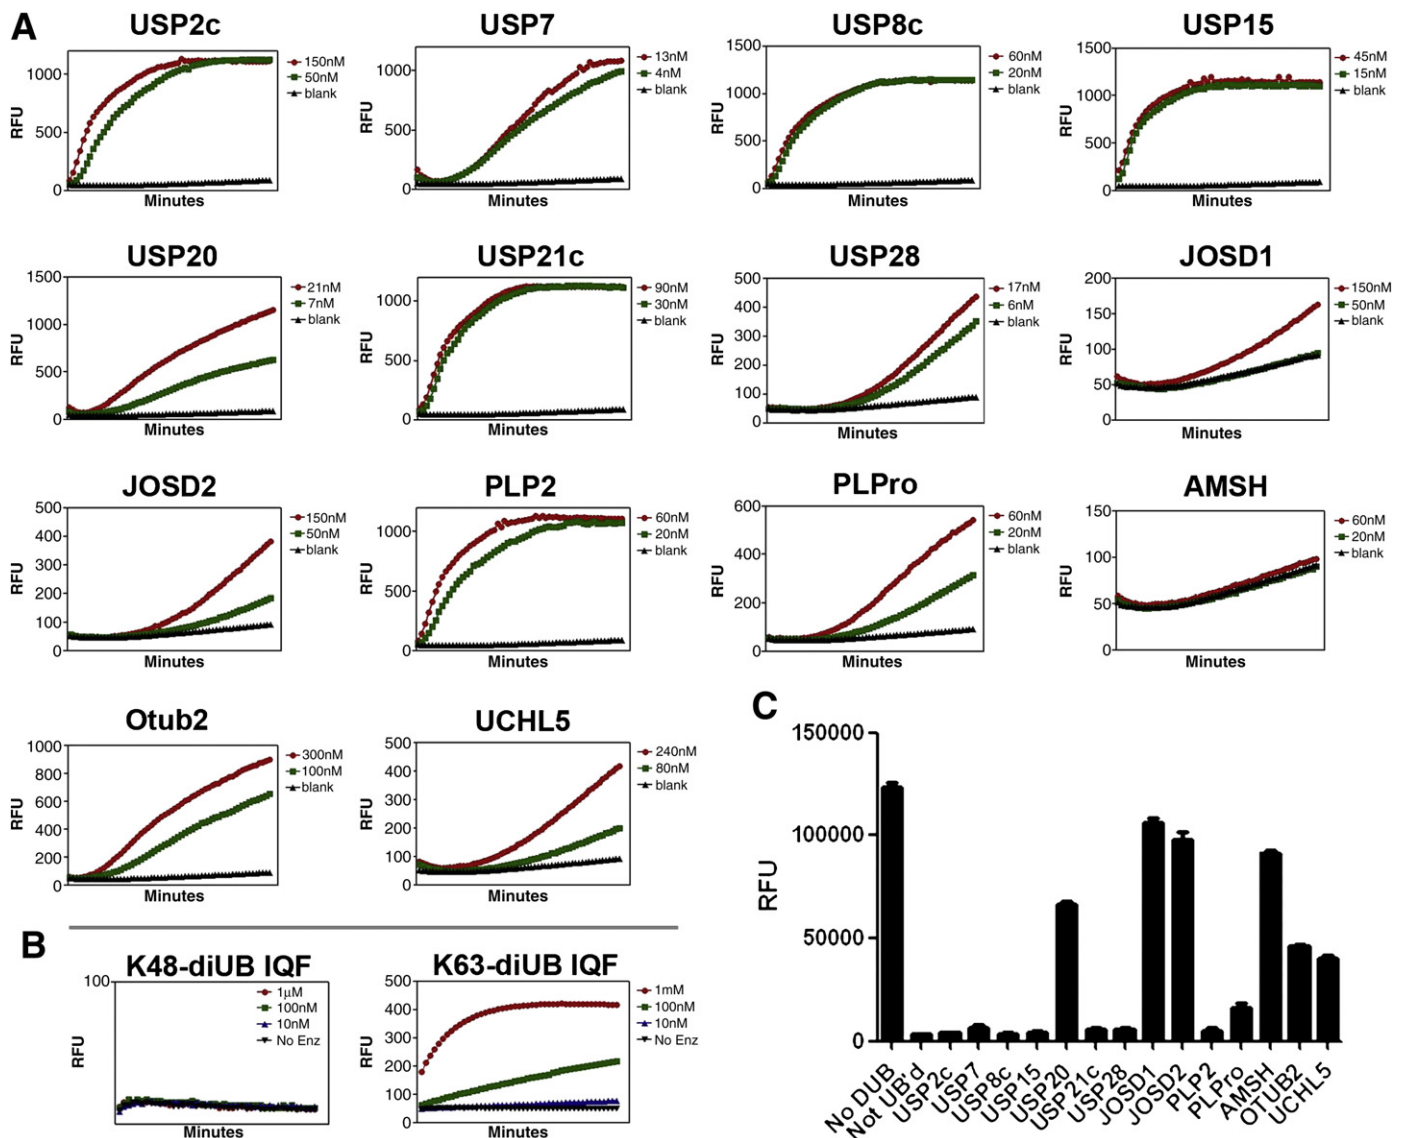 A
USP2c
1000
500
0
RFU
Minutes
150nM
50nM
blank
USP7
1000
500
0
RFU
Minutes
13nM
4nM
blank
USP8c
1500
1000
500
0
RFU
Minutes
60nM
20nM
blank
USP15
1500
1000
500
0
RFU
Minutes
45nM
15nM
blank
USP20
1500
1000
500
0
RFU
Minutes
21nM
7nM
blank
USP21c
1000
500
0
RFU
Minutes
90nM
30nM
blank
USP28
500
400
300
200
100
0
RFU
Minutes
17nM
6nM
blank
JOSD1
200
150
100
50
0
RFU
Minutes
150nM
50nM
blank
JOSD2
500
400
300
200
100
0
RFU
Minutes
150nM
50nM
blank
PLP2
1000
500
0
RFU
Minutes
60nM
20nM
blank
PLPro
600
400
200
0
RFU
Minutes
60nM
20nM
blank
AMSH
150
100
50
0
RFU
Minutes
60nM
20nM
blank
Otub2
1000
800
600
400
200
0
RFU
Minutes
300nM
100nM
blank
UCHL5
500
400
300
200
100
0
RFU
Minutes
240nM
80nM
blank
B
K48-diUB IQF
100
RFU
Minutes
1µM
100nM
10nM
No Enz
K63-diUB IQF
500
400
300
200
100
0
RFU
Minutes
1mM
100nM
10nM
No Enz
C
150000
100000
50000
0
RFU
No DUB
Not UB'd
USP2c
USP7
USP8c
USP15
USP20
USP21c
USP28
JOSD1
JOSD2
PLP2
PLPro
AMSH
OTUB2
UCHL5